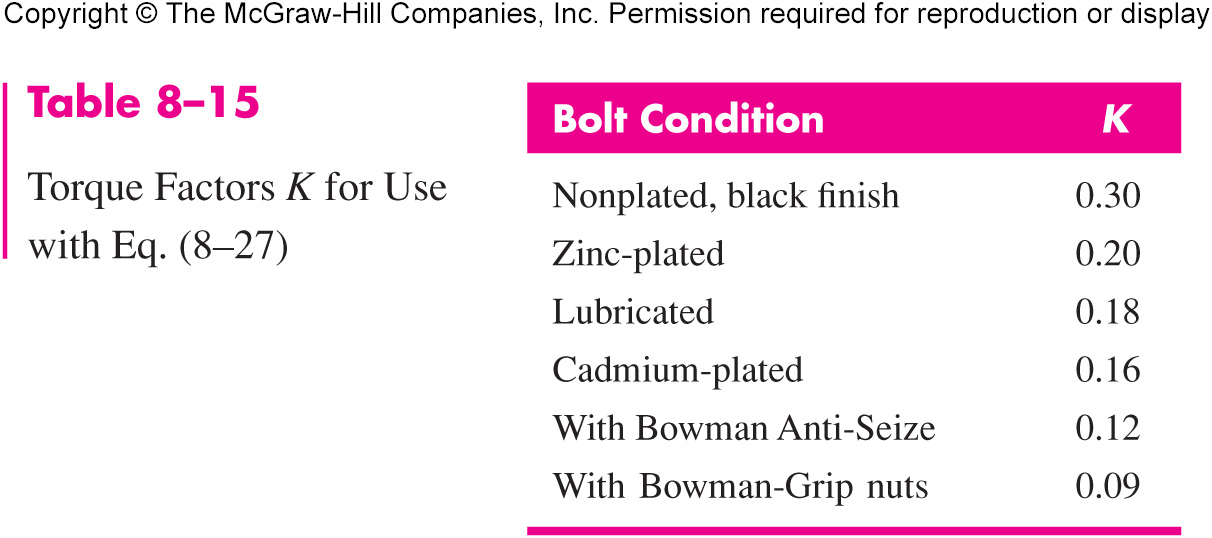 Copyright © The McGraw-Hill Companies, Inc. Permission required for reproduction or display
Table 8–15
Torque Factors K for Use
with Eq. (8–27)
Bolt Condition K
Nonplated, black finish 0.30
Zinc-plated 0.20
Lubricated 0.18
Cadmium-plated 0.16
With Bowman Anti-Seize 0.12
With Bowman-Grip nuts 0.09